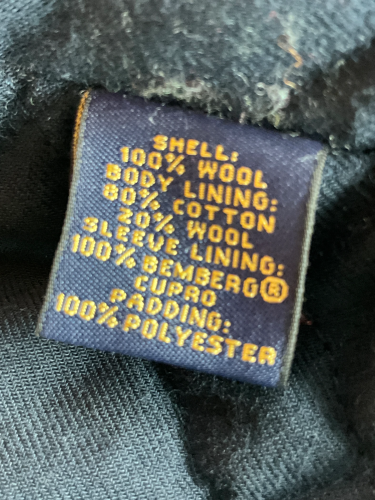 SHELL:
100% WOOL
BODY LINING:
80% COTTON
20% WOOL
SLEEVE LINING:
100% BEMBERG®
CUPRO
PADDING:
100% POLYESTER